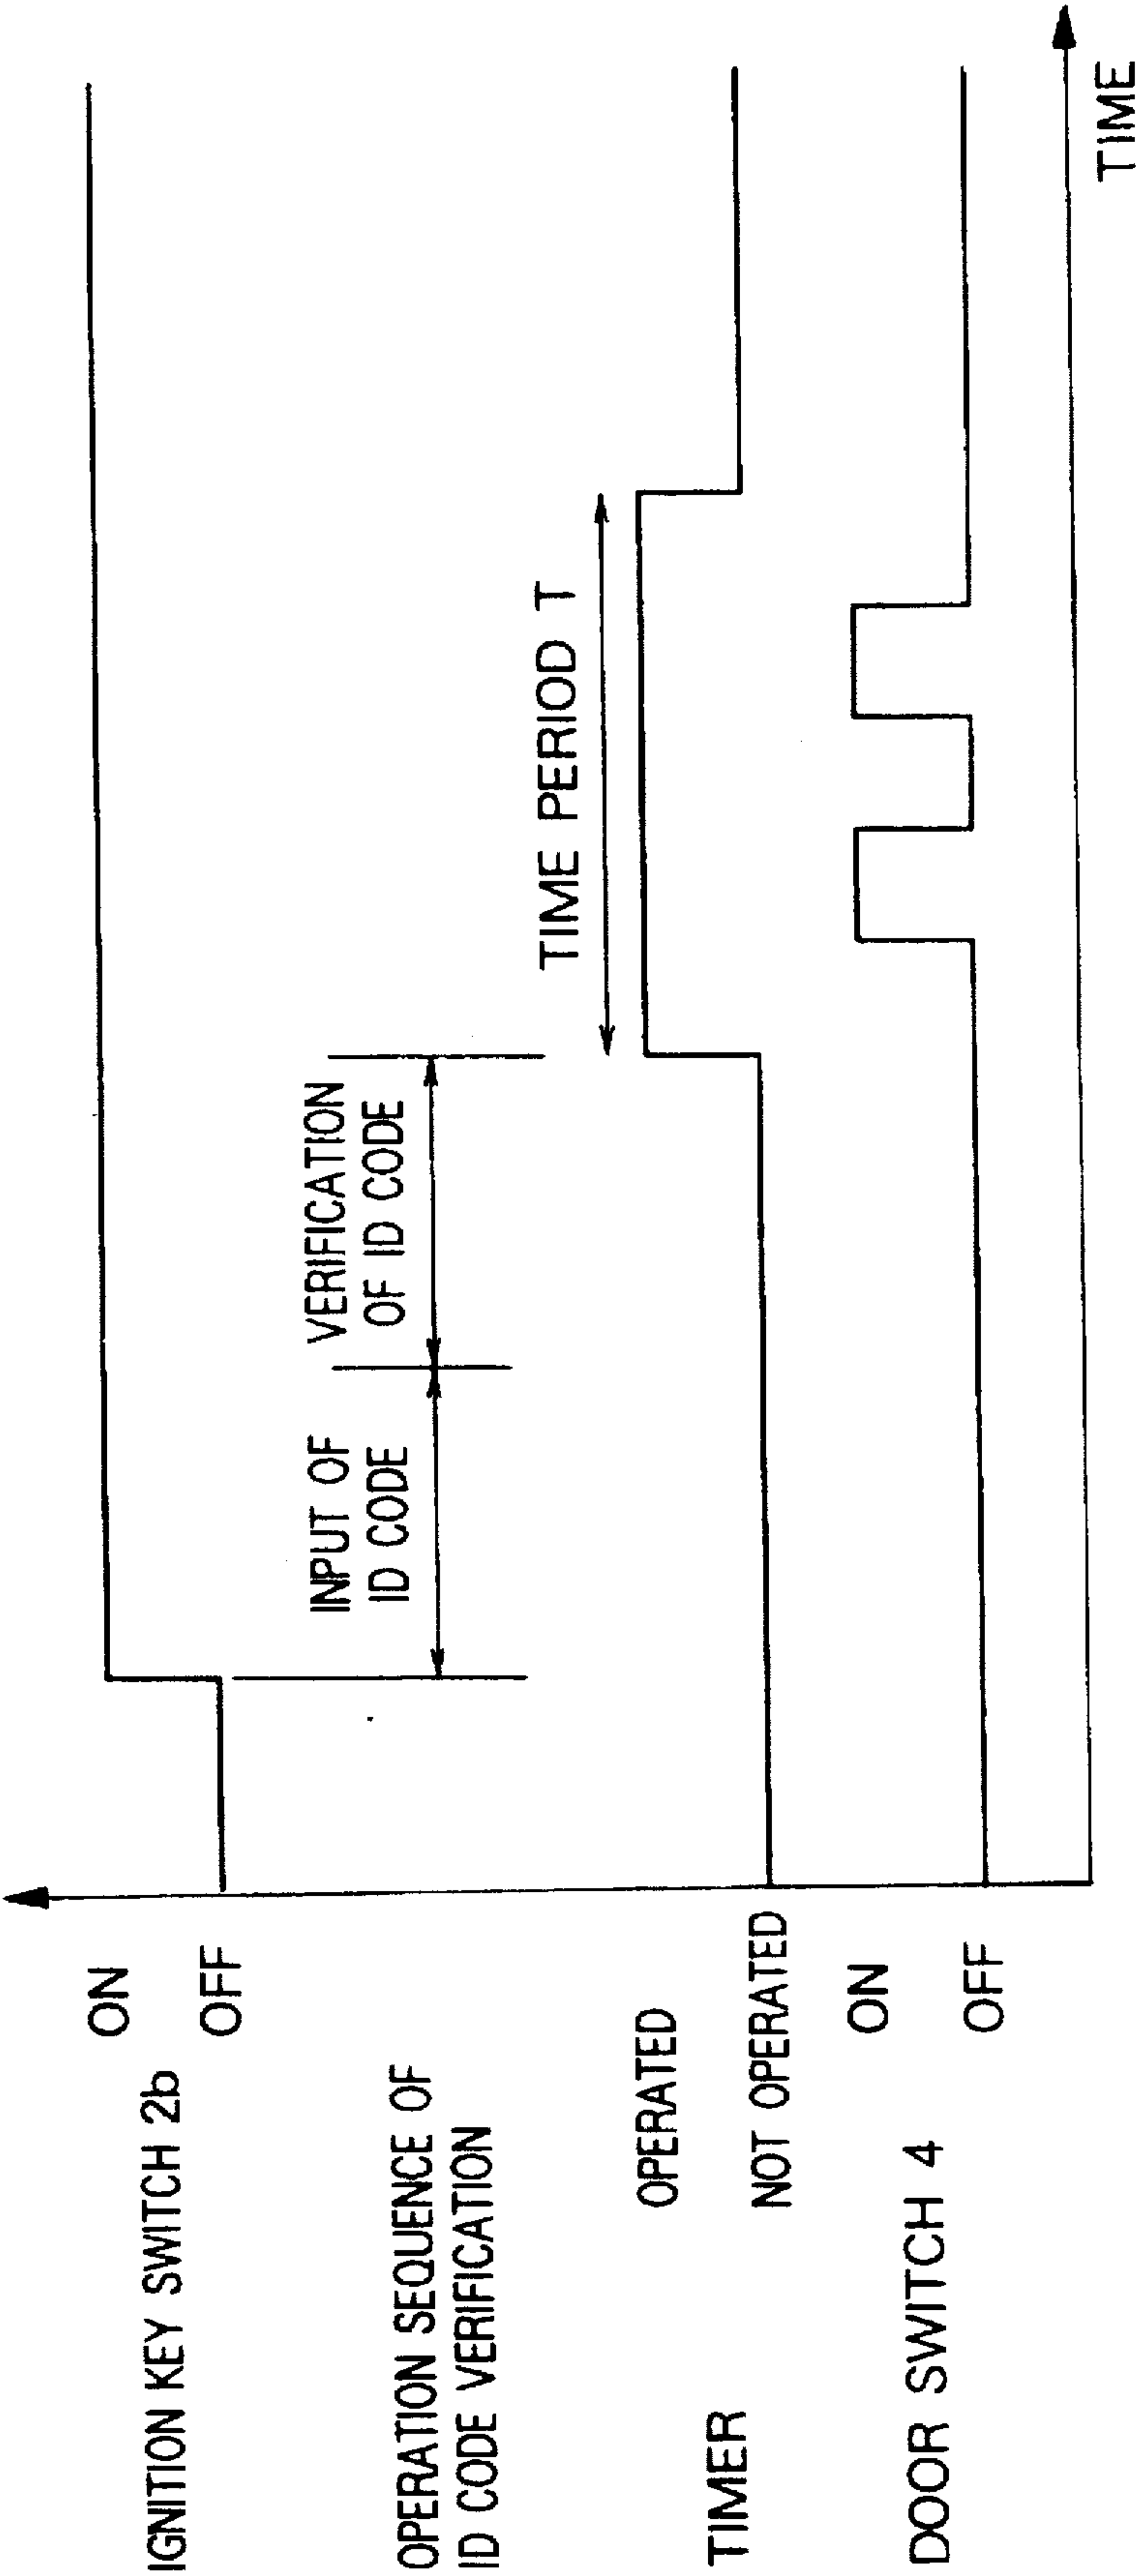 IGNITION KEY SWITCH 2b
ON
OFF
OPERATION SEQUENCE OF
ID CODE VERIFICATION
INPUT OF
ID CODE
VERIFICATION
OF ID CODE
TIMER
OPERATED
NOT OPERATED
TIME PERIOD T
DOOR SWITCH 4
ON
OFF
TIME